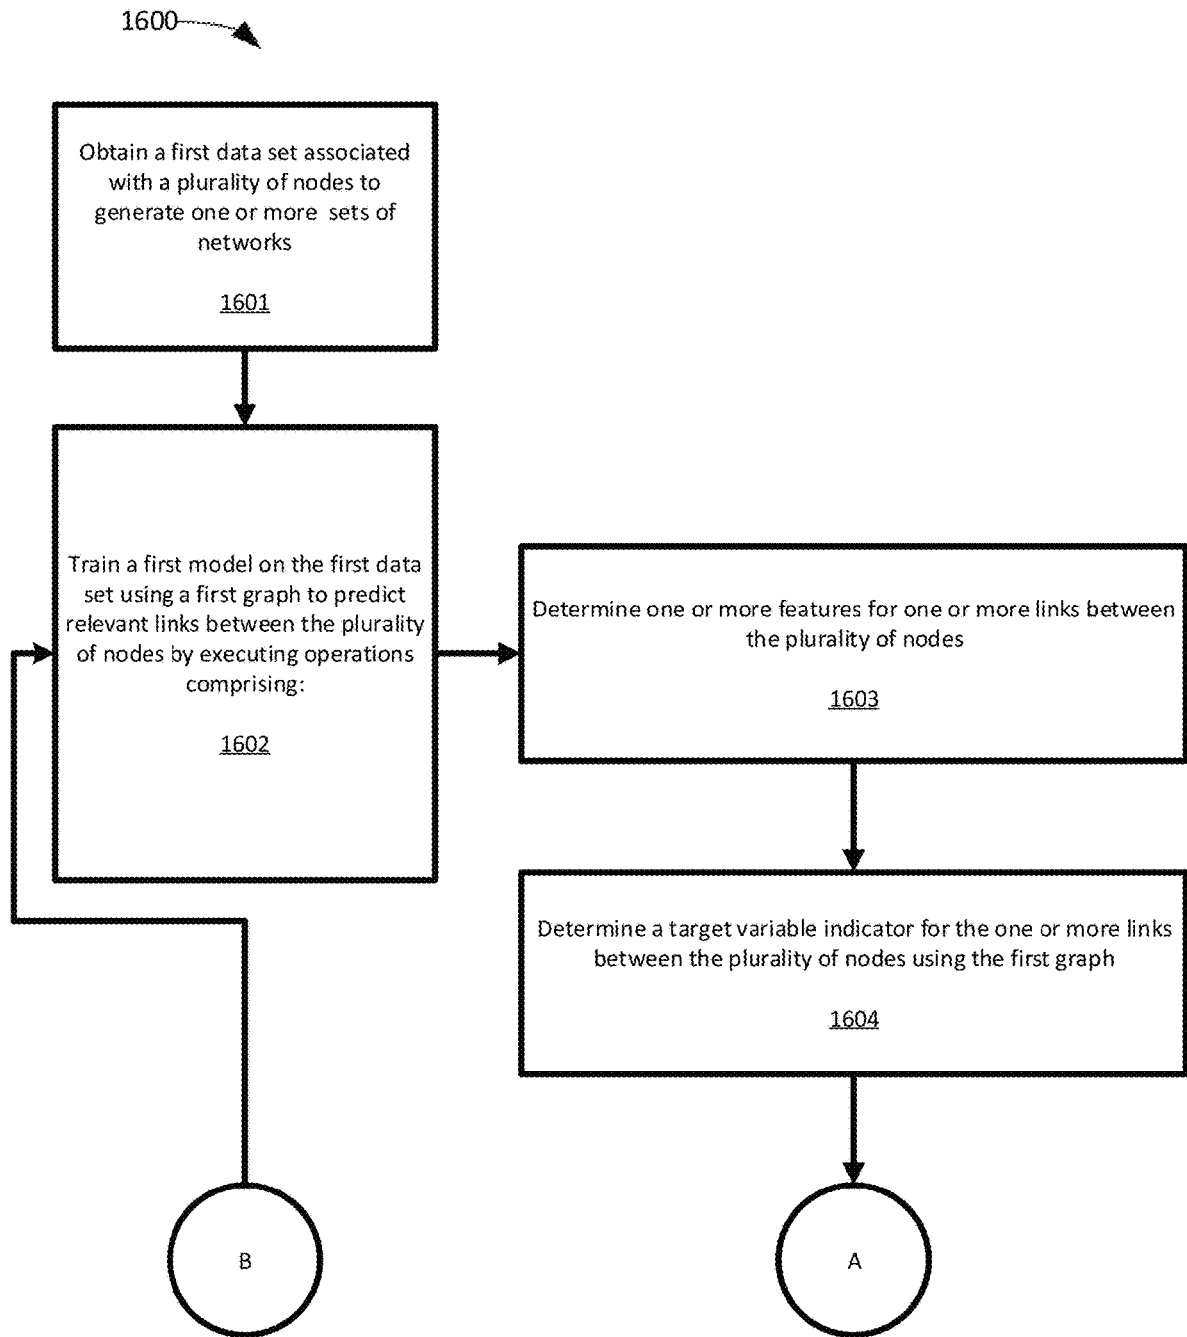 1600
Obtain a first data set associated
with a plurality of nodes to
generate one or more sets of
networks
1601
Train a first model on the first data
set using a first graph to predict
relevant links between the plurality
of nodes by executing operations
comprising:
1602
Determine one or more features for one or more links between
the plurality of nodes
1603
Determine a target variable indicator for the one or more links
between the plurality of nodes using the first graph
1604
B
A